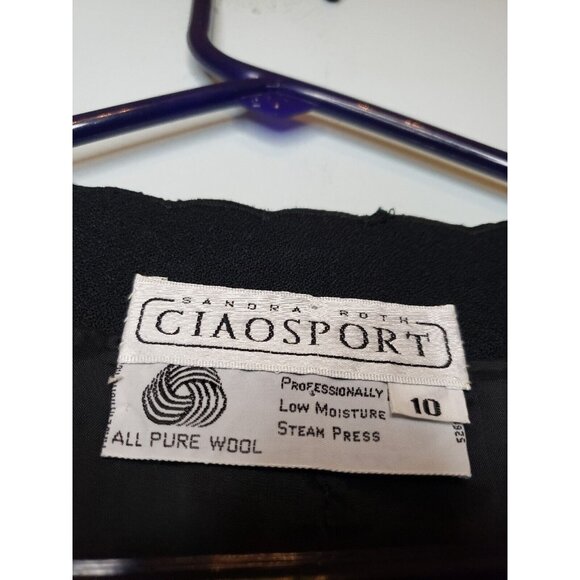 SANDRA ROTH
CIAOSPORT
PROFESSIONALLY
LOW MOISTURE
STEAM PRESS
10
ALL PURE WOOL